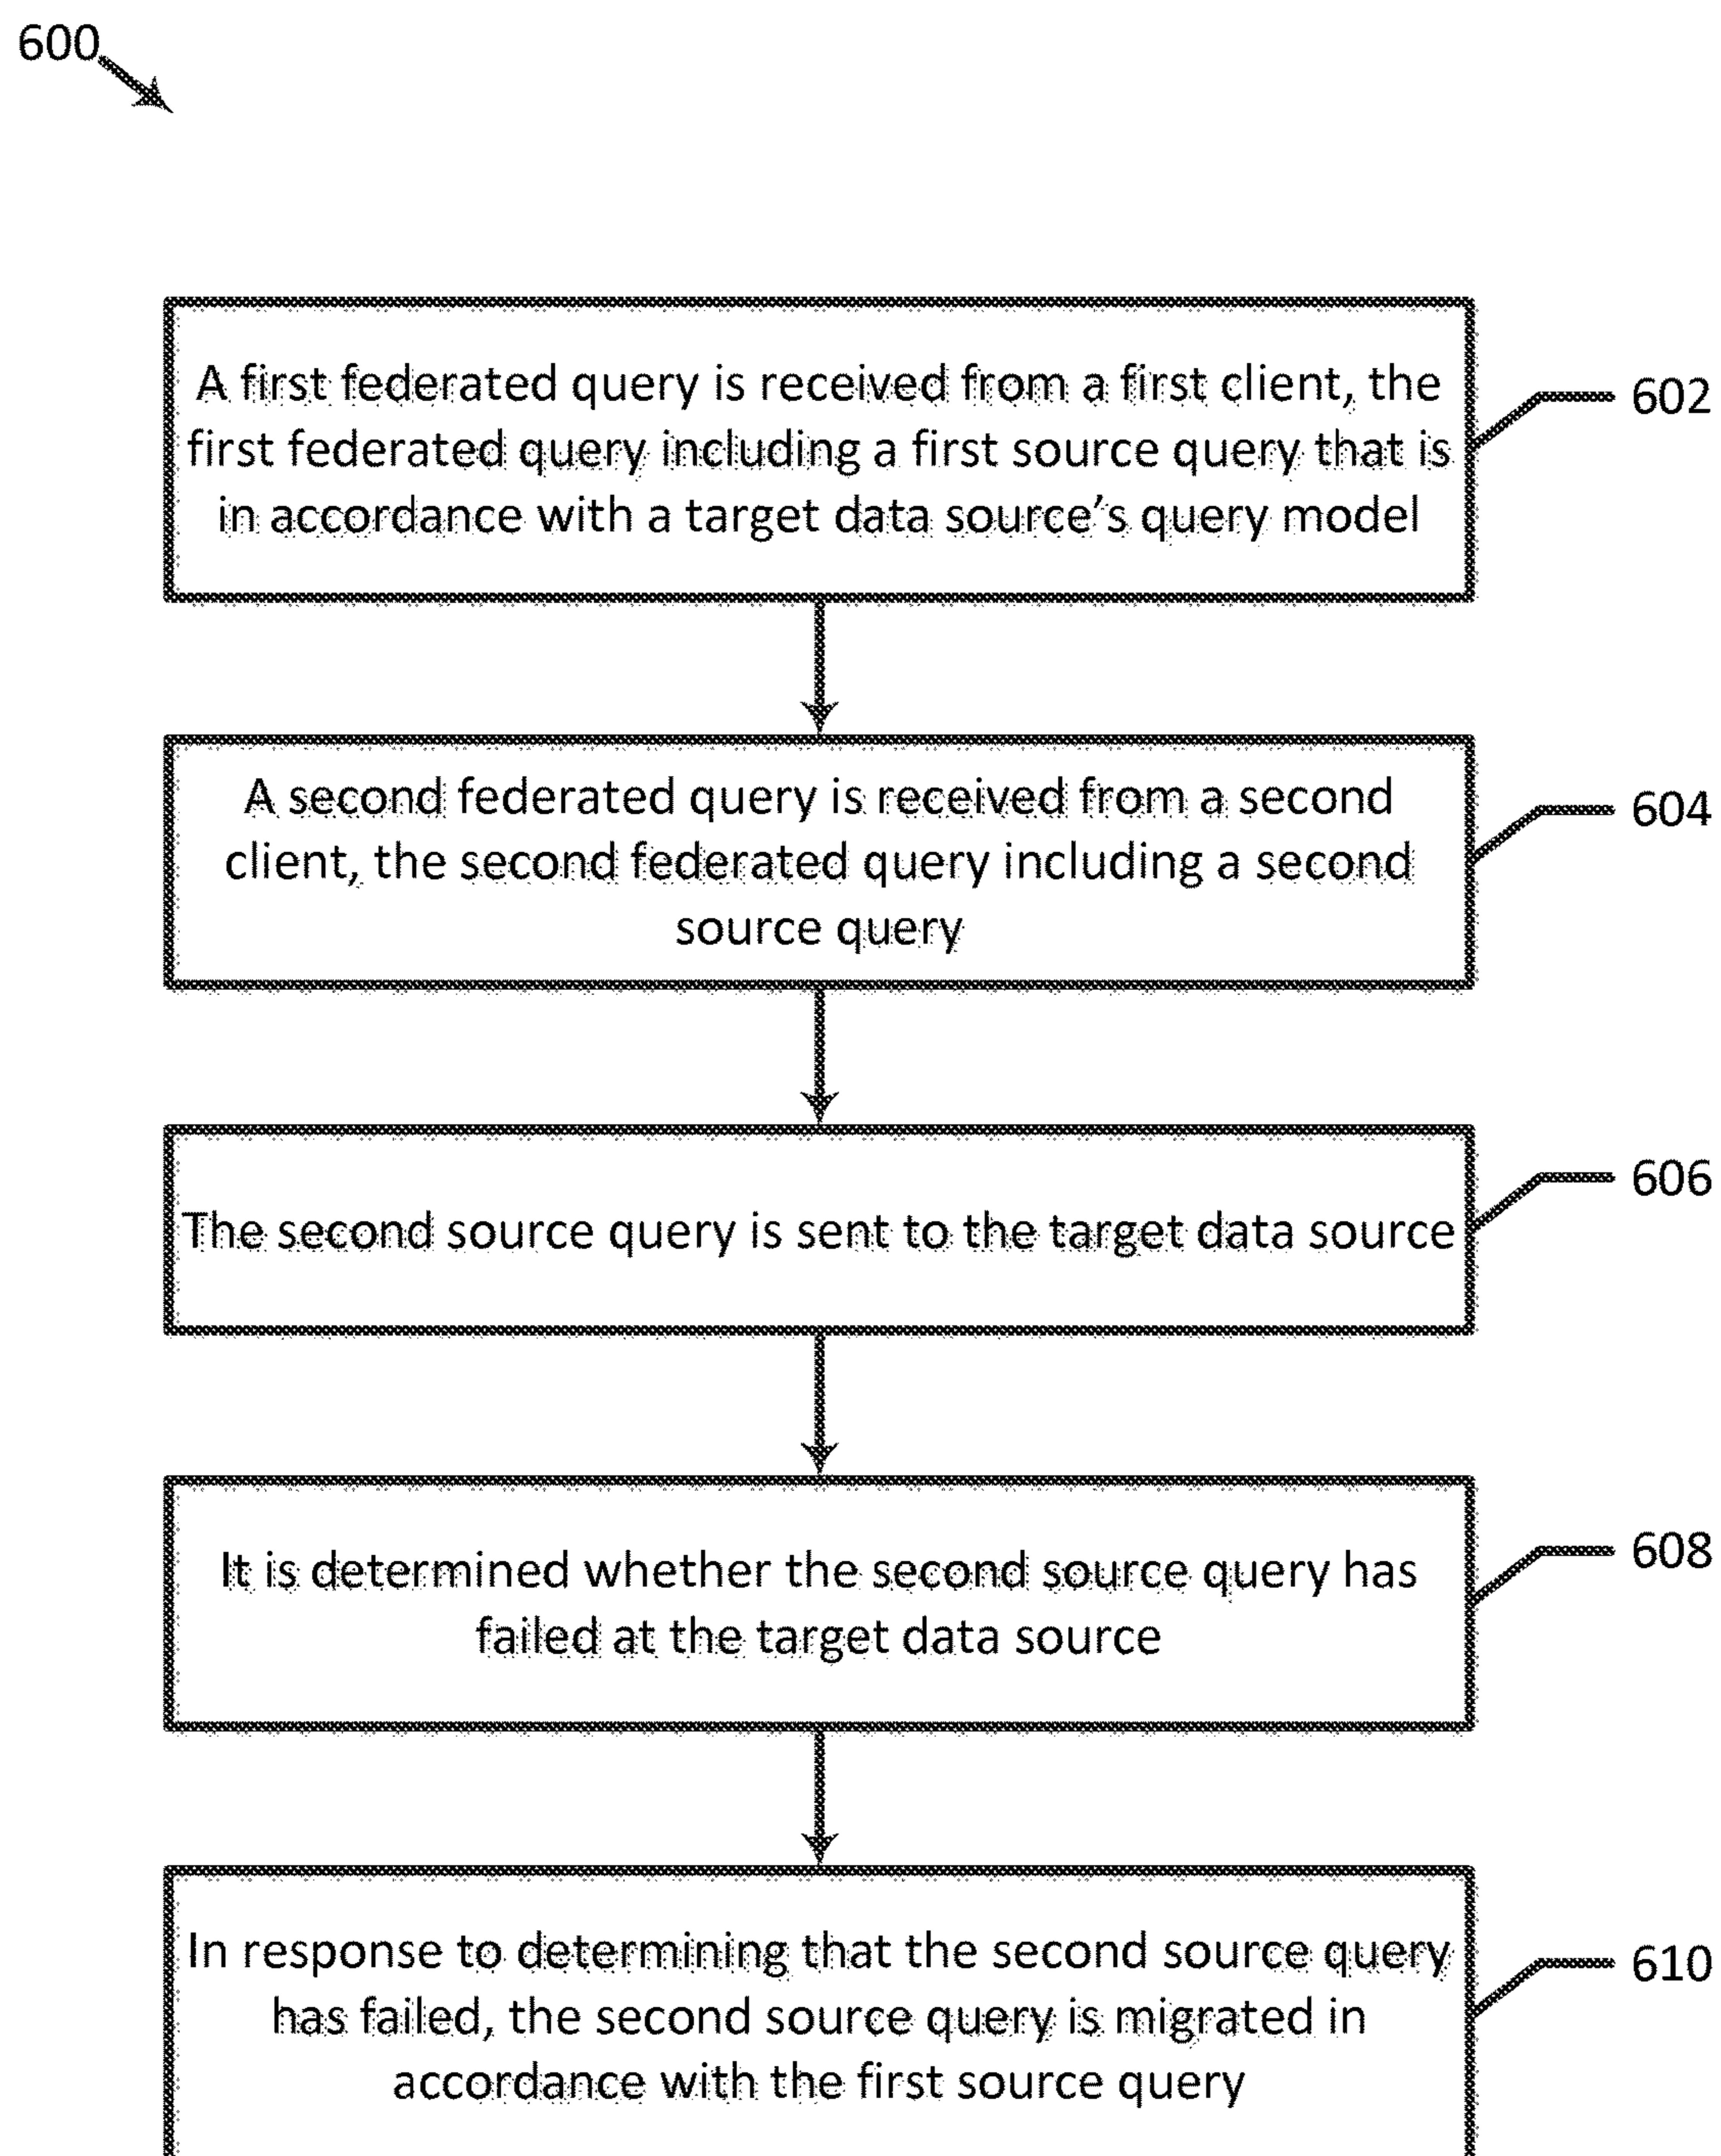 600
A first federated query is received from a first client, the
first federated query including a first source query that is
in accordance with a target data source's query model
602
A second federated query is received from a second
client, the second federated query including a second
source query
604
The second source query is sent to the target data source
606
It is determined whether the second source query has
failed at the target data source
608
In response to determining that the second source query
has failed, the second source query is migrated in
accordance with the first source query
610